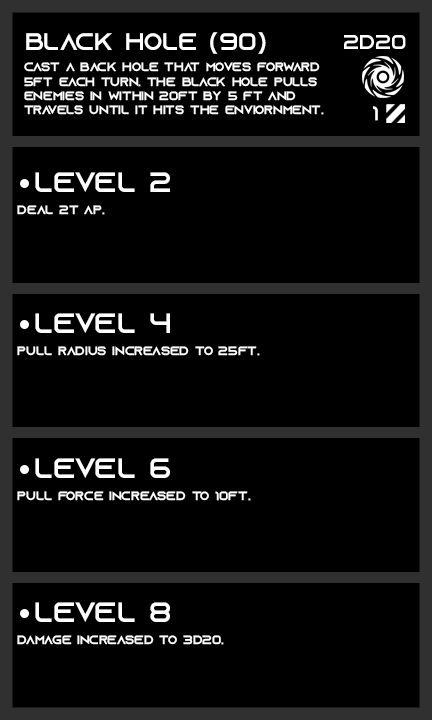 BLACK HOLE (90)
2D20
CAST A BACK HOLE THAT MOVES FORWARD
5FT EACH TURN. THE BLACK HOLE PULLS
ENEMIES IN WITHIN 20FT BY 5 FT AND
TRAVELS UNTIL IT HITS THE ENVIORNMENT.
1
•LEVEL 2
DEAL 2T AP.
•LEVEL 4
PULL RADIUS INCREASED TO 25FT.
•LEVEL 6
PULL FORCE INCREASED TO 10FT.
•LEVEL 8
DAMAGE INCREASED TO 3D20.